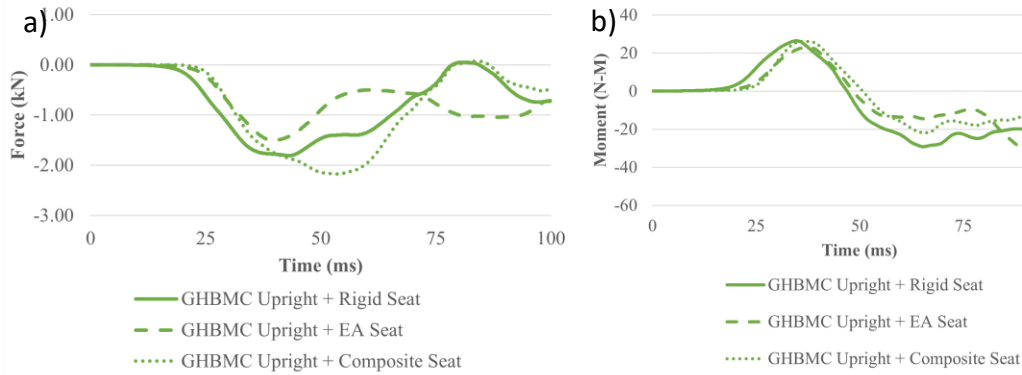 a)
1.00
0.00
-1.00
-2.00
-3.00
Force (kN)
0 25 50 75 100
Time (ms)
GHBMC Upright + Rigid Seat
GHBMC Upright + EA Seat
GHBMC Upright + Composite Seat
b)
40
20
0
-20
-40
-60
Moment (N-M)
0 25 50 75
Time (ms)
GHBMC Upright + Rigid Seat
GHBMC Upright + EA Seat
GHBMC Upright + Composite Seat